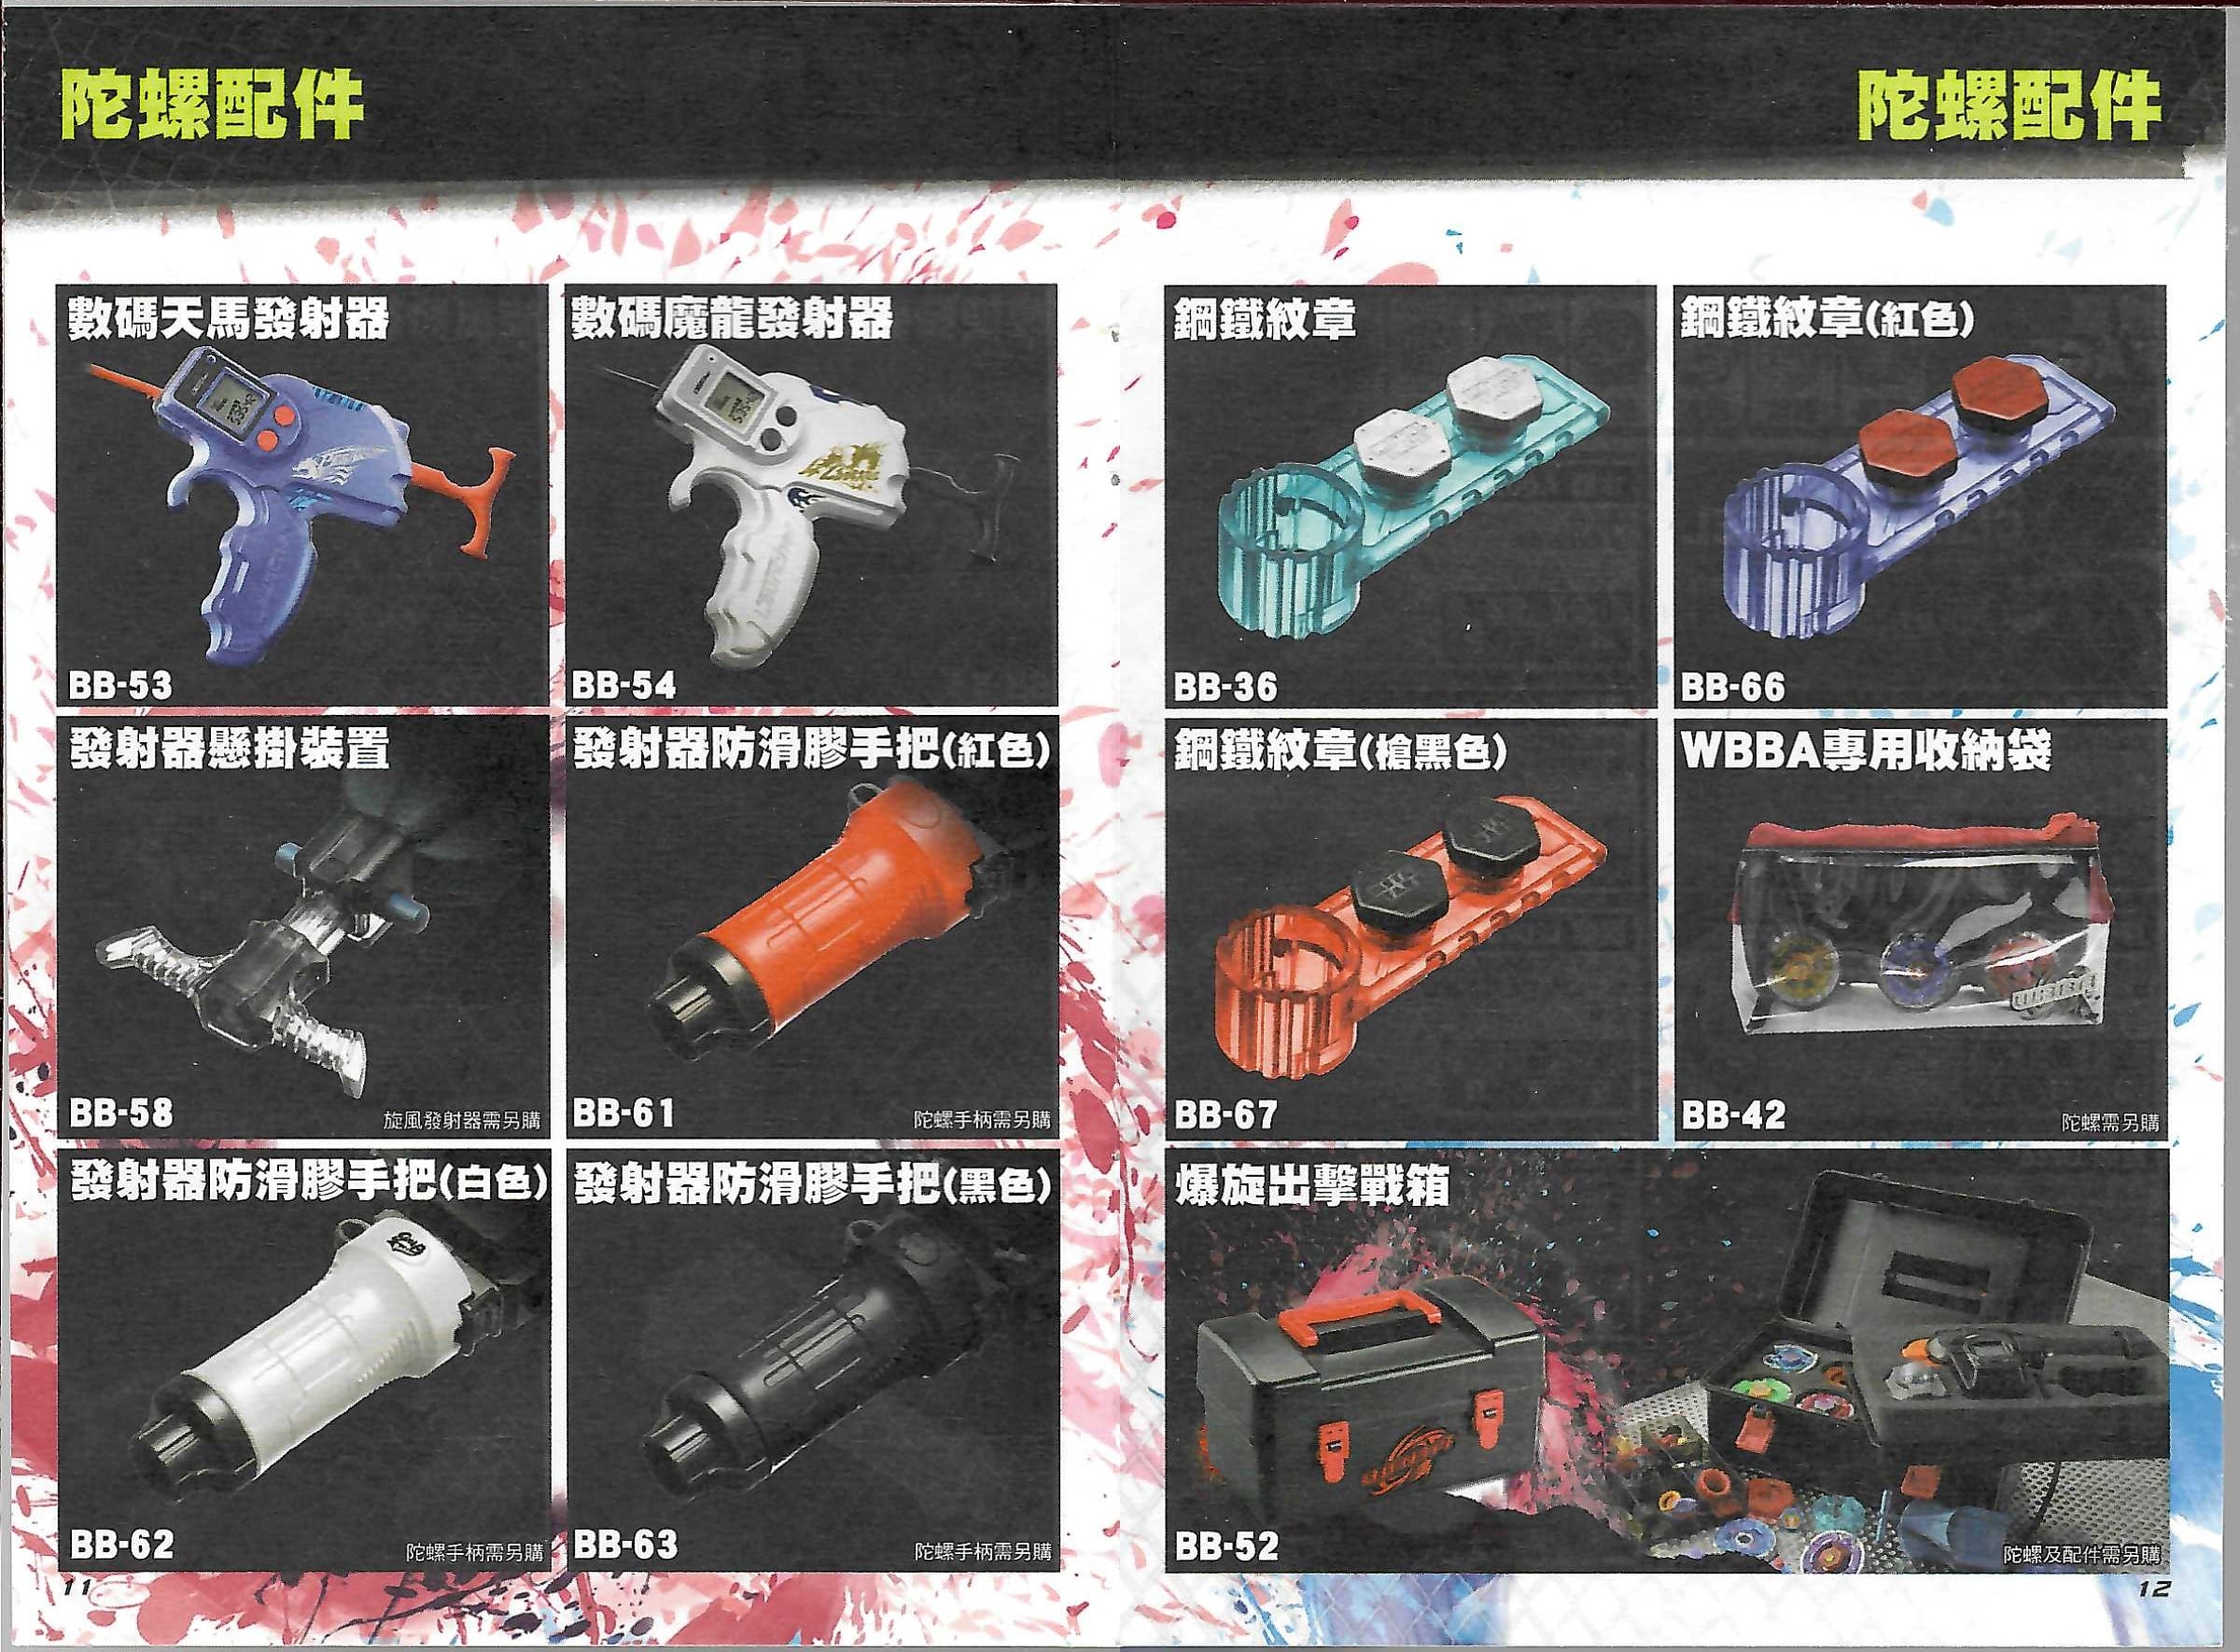 陀螺配件
陀螺配件
數碼天馬發射器
BB-53
數碼魔龍發射器
BB-54
發射器懸掛裝置
BB-58
旋風發射器需另購
發射器防滑膠手把(紅色)
BB-61
陀螺手柄需另購
發射器防滑膠手把(白色)
BB-62
陀螺手柄需另購
發射器防滑膠手把(黑色)
BB-63
陀螺手柄需另購
11
鋼鐵紋章
BB-36
鋼鐵紋章(紅色)
BB-66
鋼鐵紋章(槍黑色)
BB-67
WBBA專用收納袋
WBBA
BB-42
陀螺需另購
爆旋出擊戰箱
BB-52
陀螺及配件需另購
12